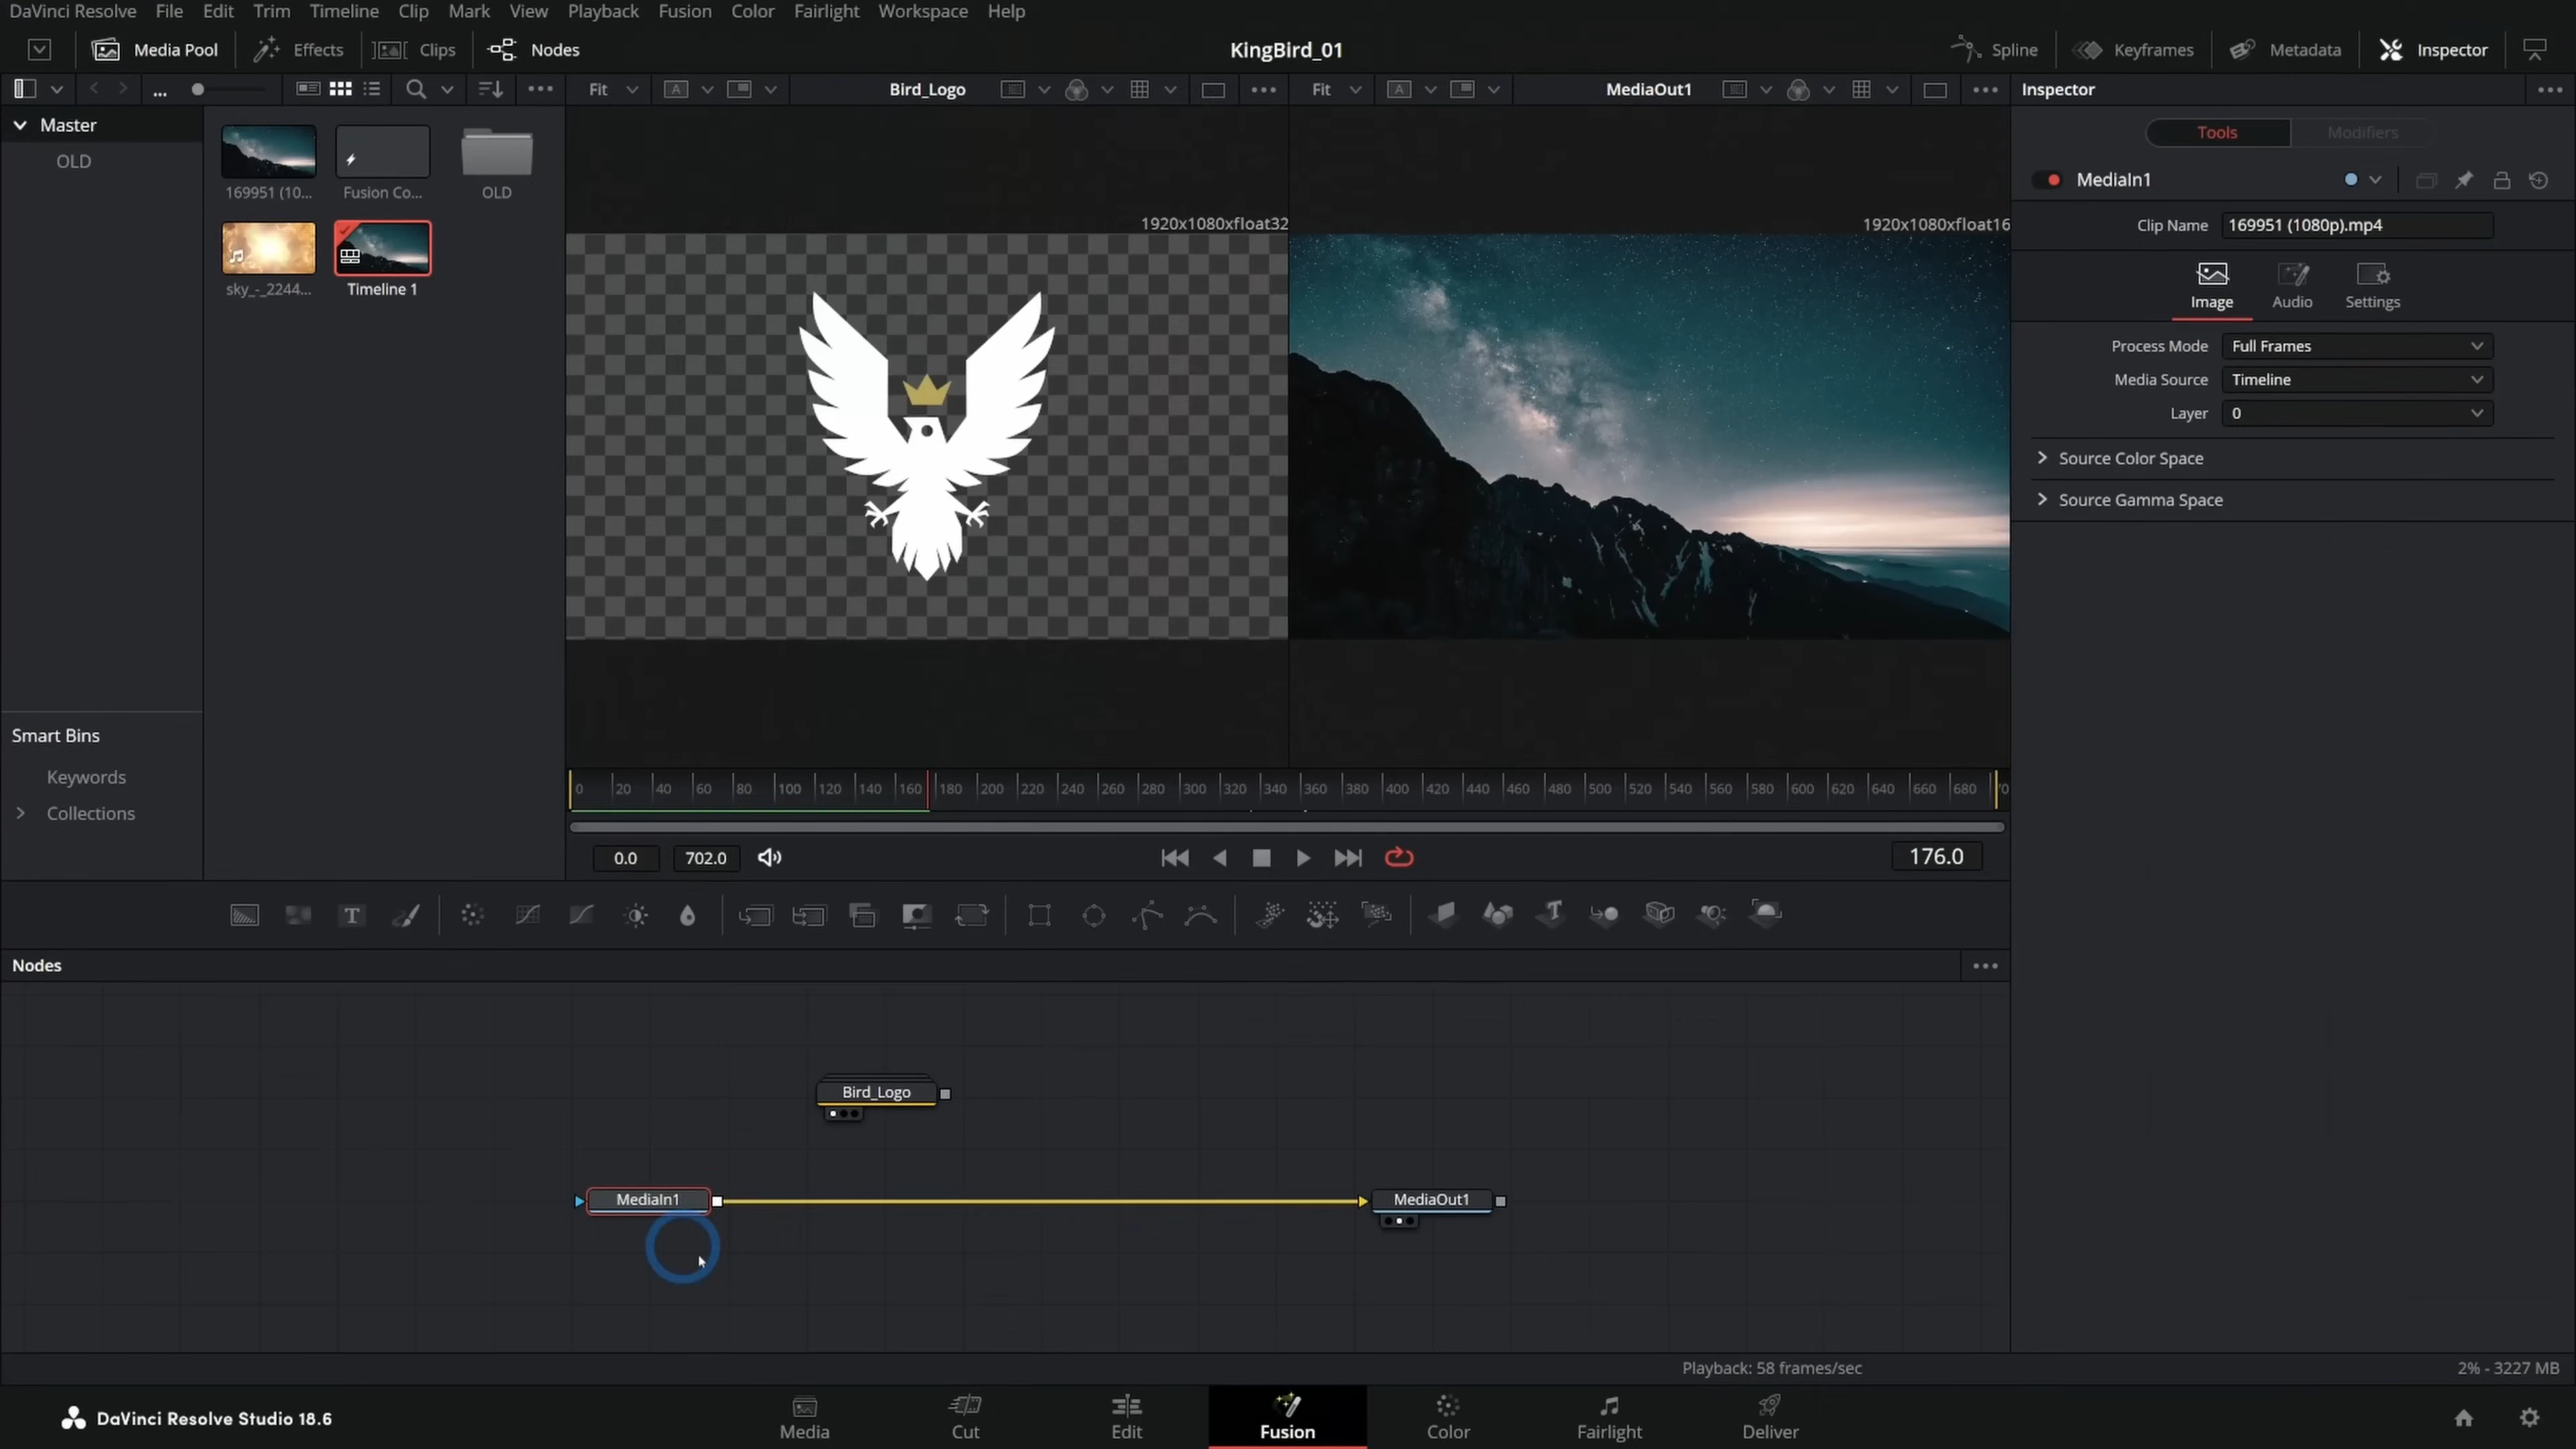 DaVinci Resolve File Edit Trim Timeline Clip Mark View Playback Fusion Color Fairlight Workspace Help
Media Pool Effects Clips Nodes KingBird_01 Spline Keyframes Metadata Inspector
... Fit A Bird_Logo Fit A MediaOut1 Inspector
Master
OLD
169951 (10...
Fusion Co...
OLD
sky_-_2244...
Timeline 1
1920x1080xfloat32
1920x1080xfloat16
Tools Modifiers
MediaIn1
Clip Name 169951 (1080p).mp4
Image Audio Settings
Process Mode Full Frames
Media Source Timeline
Layer 0
Source Color Space
Source Gamma Space
Smart Bins
Keywords
Collections
0 20 40 60 80 100 120 140 160 180 200 220 240 260 280 300 320 340 360 380 400 420 440 460 480 500 520 540 560 580 600 620 640 660 680
0.0 702.0 176.0
T T
Nodes
Bird_Logo
MediaIn1 MediaOut1
Playback: 58 frames/sec 2% - 3227 MB
DaVinci Resolve Studio 18.6 Media Cut Edit Fusion Color Fairlight Deliver